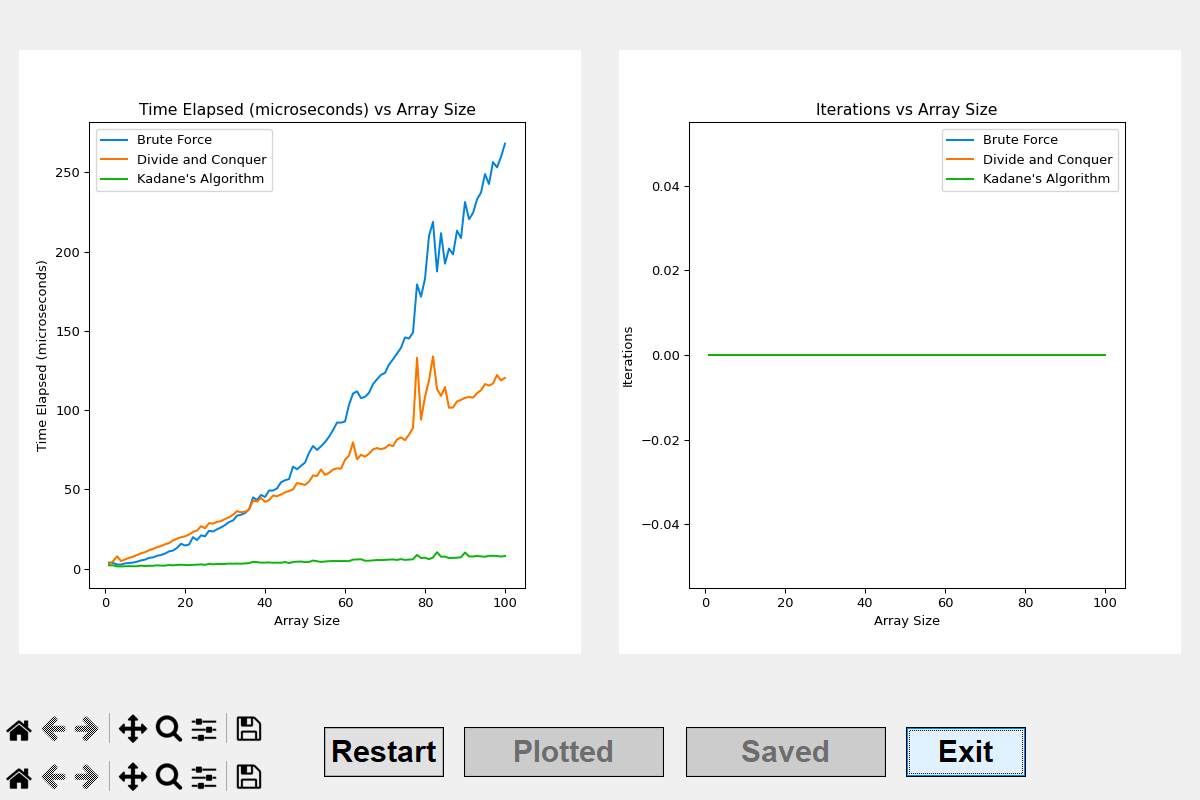 Time Elapsed (microseconds) vs Array Size
Brute Force
Divide and Conquer
Kadane's Algorithm
250
200
150
100
50
0
Time Elapsed (microseconds)
0 20 40 60 80 100
Array Size
Iterations vs Array Size
Brute Force
Divide and Conquer
Kadane's Algorithm
0.04
0.02
0.00
−0.02
−0.04
Iterations
0 20 40 60 80 100
Array Size
Restart Plotted Saved Exit